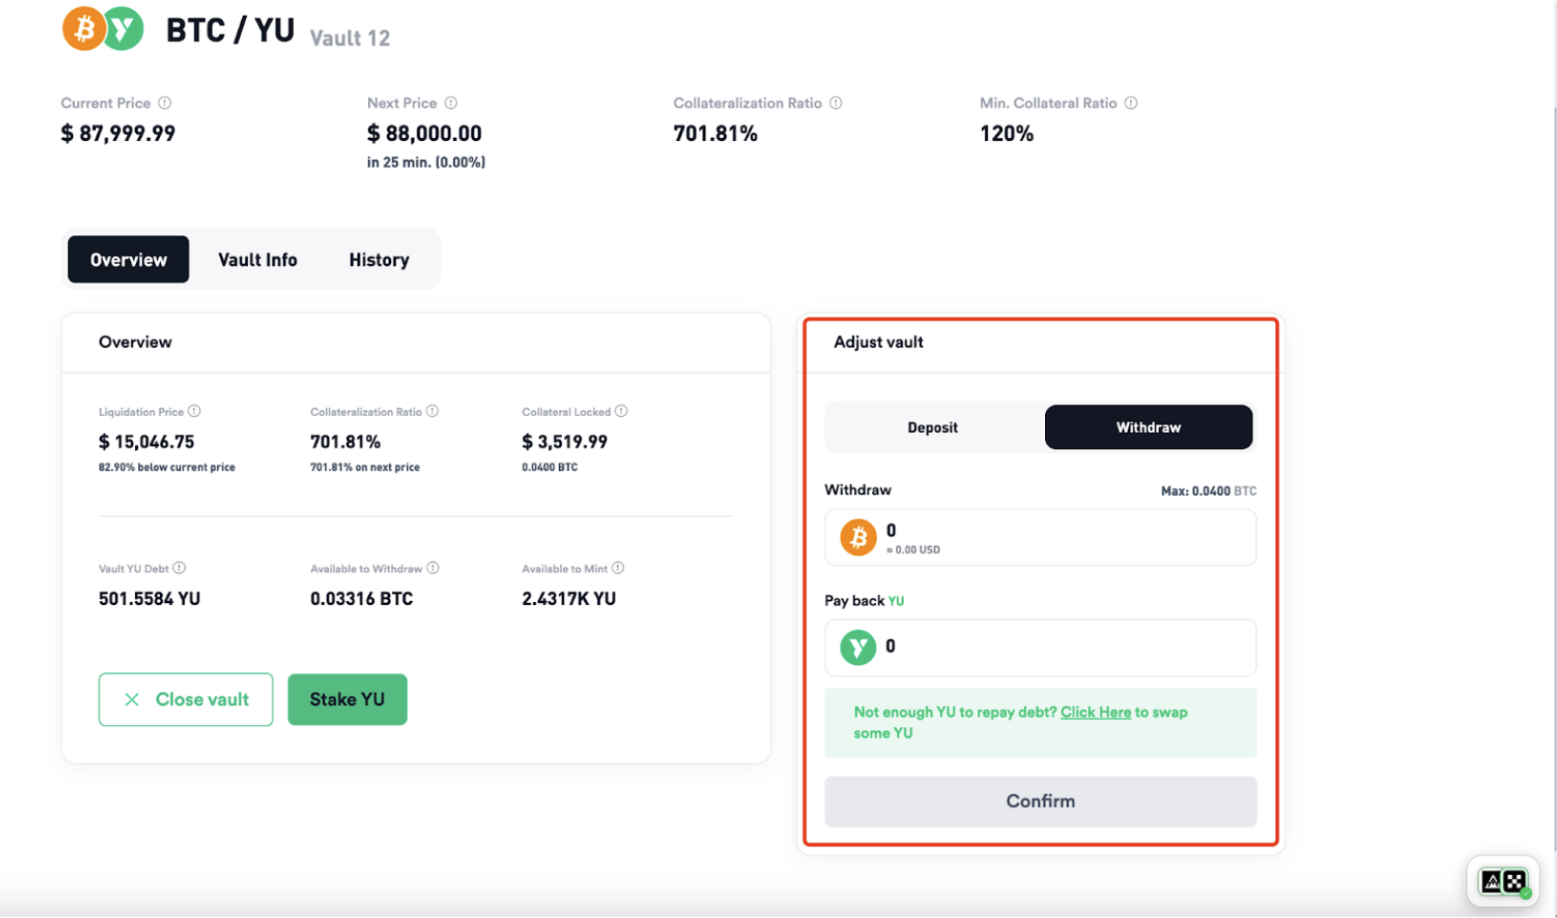 BTC / YU Vault 12
Current Price
$ 87,999.99
Next Price
$ 88,000.00
in 25 min. (0.00%)
Collateralization Ratio
701.81%
Min. Collateral Ratio
120%
Overview Vault Info History
Overview
Liquidation Price
$ 15,046.75
82.90% below current price
Collateralization Ratio
701.81%
701.81% on next price
Collateral Locked
$ 3,519.99
0.0400 BTC
Vault YU Debt
501.5584 YU
Available to Withdraw
0.03316 BTC
Available to Mint
2.4317K YU
Close vault
Stake YU
Adjust vault
Deposit Withdraw
Withdraw Max: 0.0400 BTC
0
= 0.00 USD
Pay back YU
0
Not enough YU to repay debt? Click Here to swap
some YU
Confirm